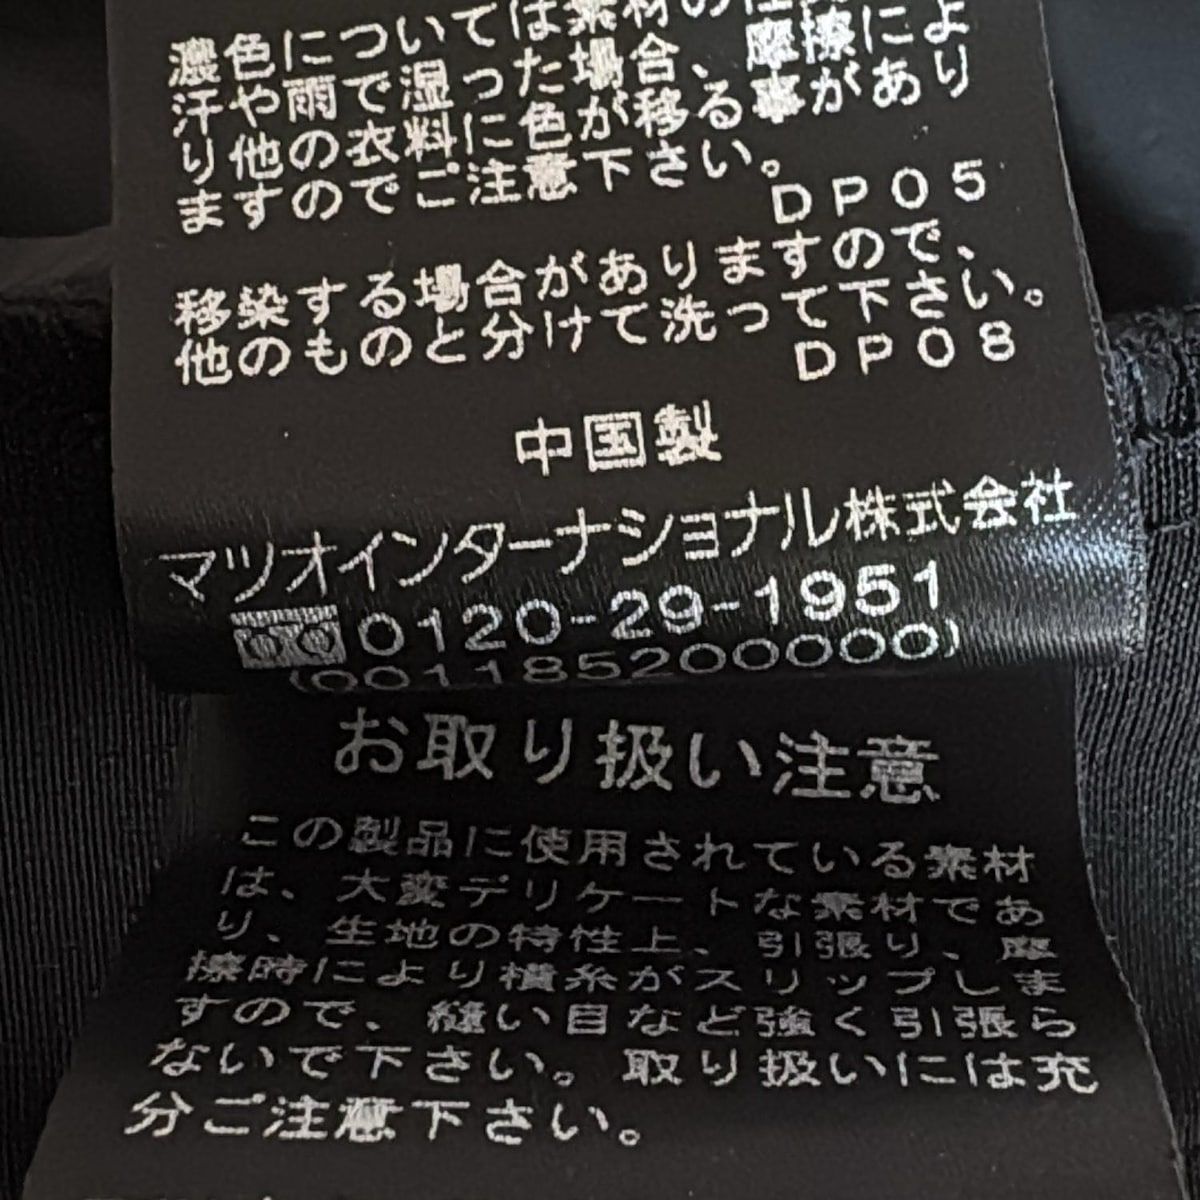 濃色については素材の性
汗や雨で湿った場合、摩擦によ
り他の衣料に色が移る事があり
ますのでご注意下さい。
DP05
移染する場合がありますので、
他のものと分けて洗って下さい。
DP08
中国製
マツオインターナショナル株式会社
0120-29-1951
(001185200000)
お取り扱い注意
この製品に使用されている素材
は、大変デリケートな素材であ
り、生地の特性上、引張り、摩
擦時により横糸がスリップしま
すので、縫い目など強く引張ら
ないで下さい。取り扱いには充
分ご注意下さい。